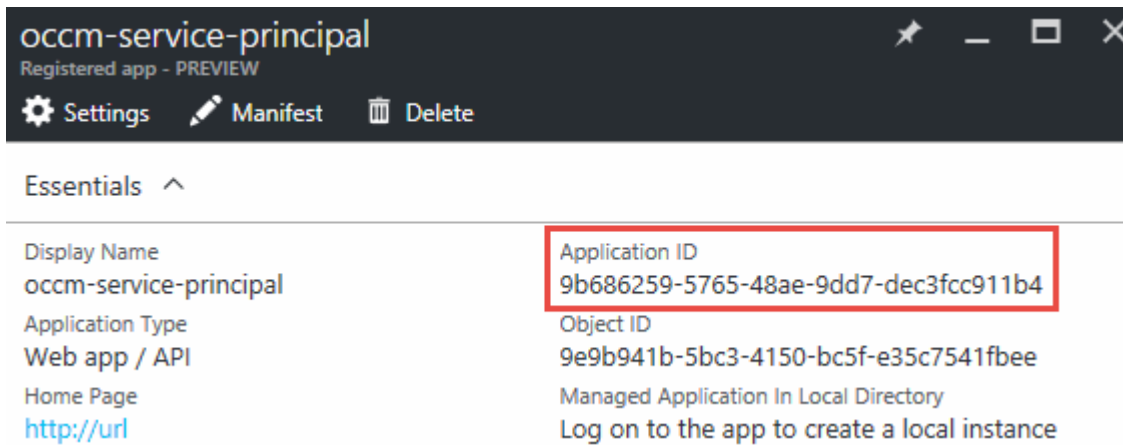 occm-service-principal
Registered app - PREVIEW
Settings Manifest Delete
Essentials
Display Name
occm-service-principal
Application ID
9b686259-5765-48ae-9dd7-dec3fcc911b4
Application Type
Web app / API
Object ID
9e9b941b-5bc3-4150-bc5f-e35c7541fbee
Home Page
http://url
Managed Application In Local Directory
Log on to the app to create a local instance